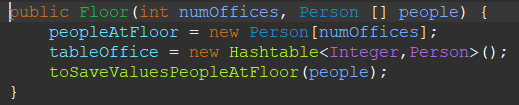 public Floor(int numOffices, Person [] people) {
peopleAtFloor = new Person[numOffices];
tableOffice = new Hashtable<Integer,Person>();
toSaveValuesPeopleAtFloor(people);
}